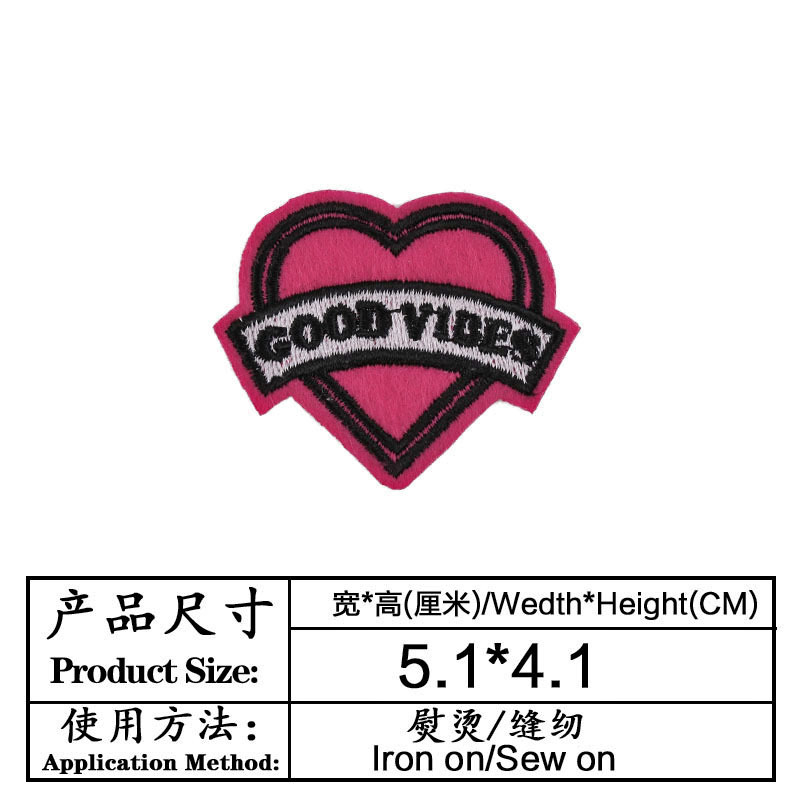 GOOD VIBES
产品尺寸
Product Size:
宽*高(厘米)/Wedth*Height(CM)
5.1*4.1
使用方法:
Application Method:
熨烫/缝纫
Iron on/Sew on